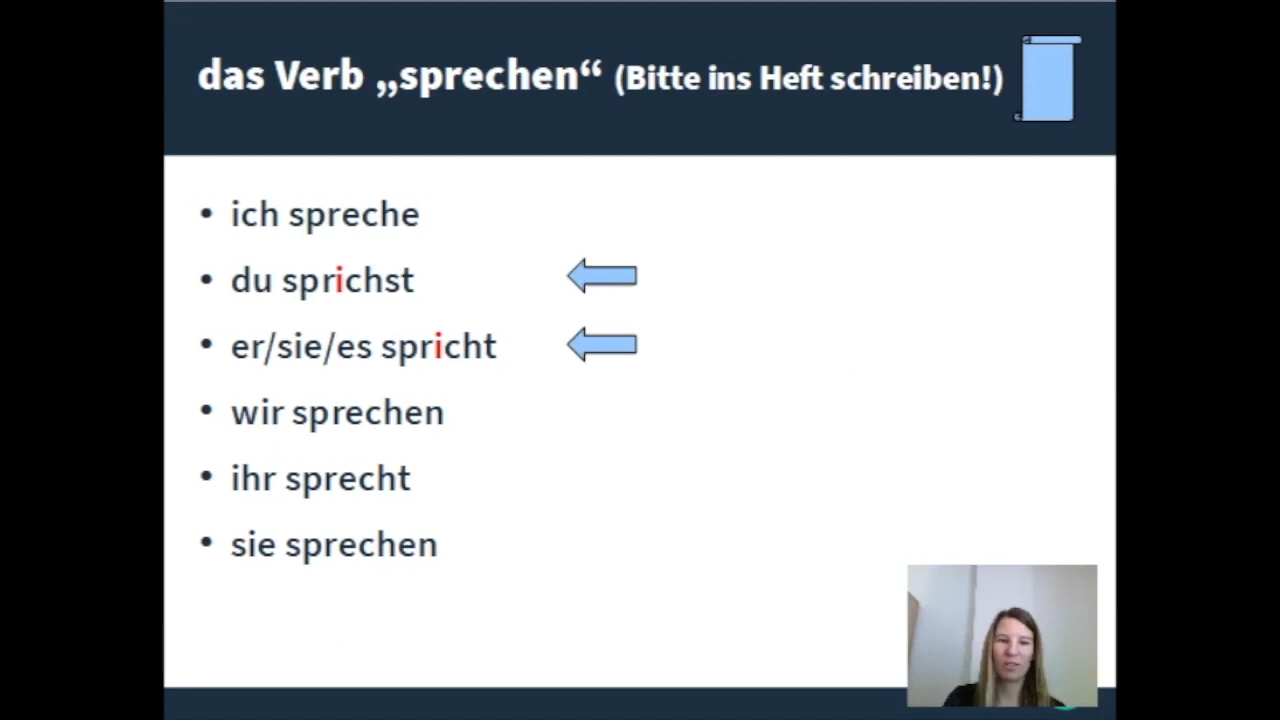 das Verb „sprechen“ (Bitte ins Heft schreiben!)
• ich spreche
• du sprichst
• er/sie/es spricht
• wir sprechen
• ihr sprecht
• sie sprechen